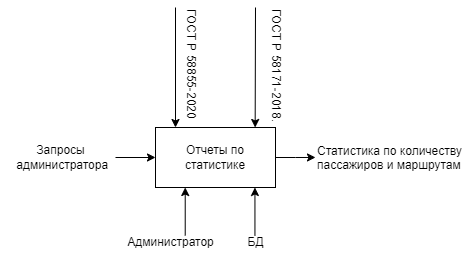 ГОСТ Р 58855-2020
ГОСТ Р 58171-2018.
Запросы
администратора
Отчеты по
статистике
Статистика по количеству
пассажиров и маршрутам
Администратор
БД